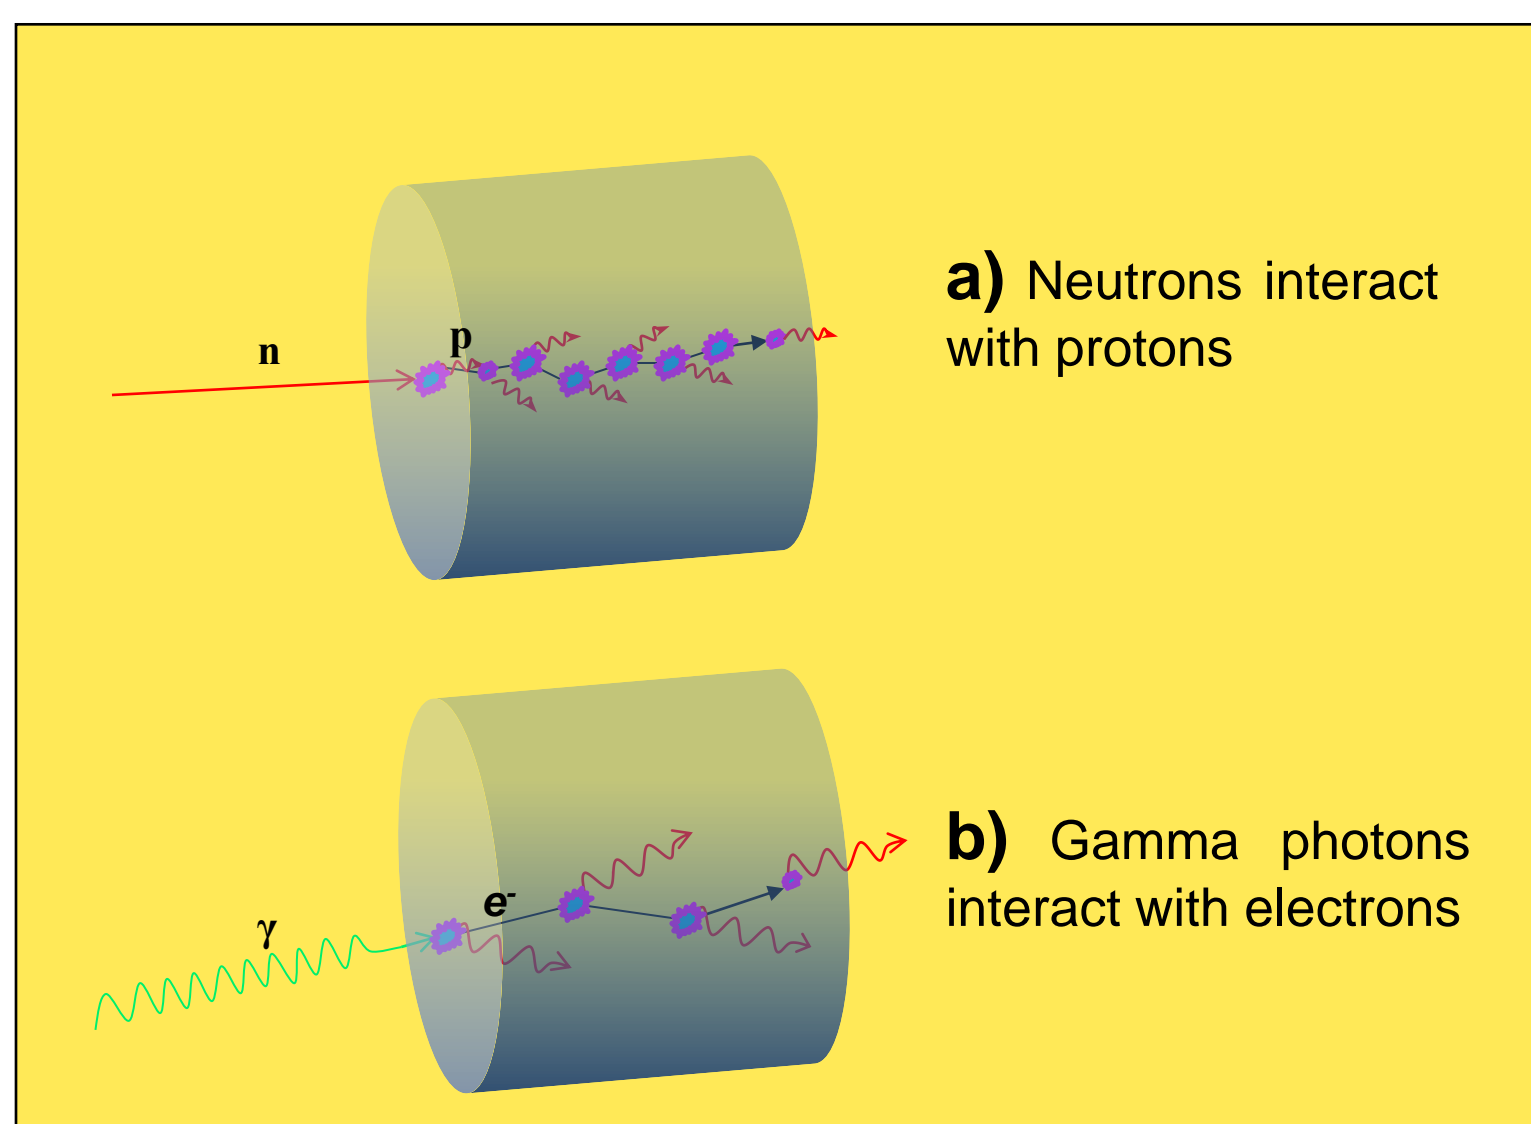 a) Neutrons interact
with protons
n
p
b) Gamma photons
interact with electrons
e-
γ